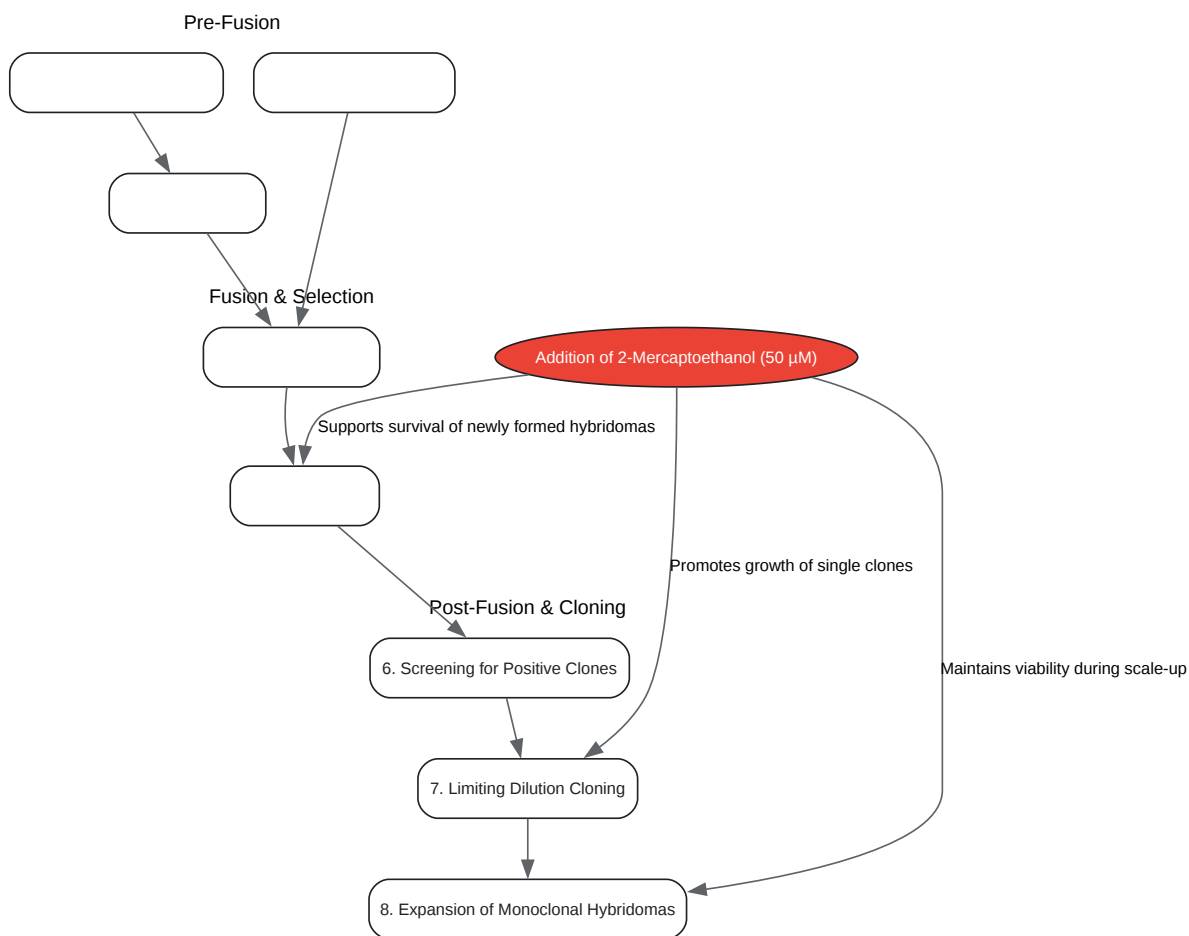 Pre-Fusion
Fusion & Selection
Addition of 2-Mercaptoethanol (50 µM)
Supports survival of newly formed hybridomas
Promotes growth of single clones
Post-Fusion & Cloning
6. Screening for Positive Clones
Maintains viability during scale-up
7. Limiting Dilution Cloning
8. Expansion of Monoclonal Hybridomas